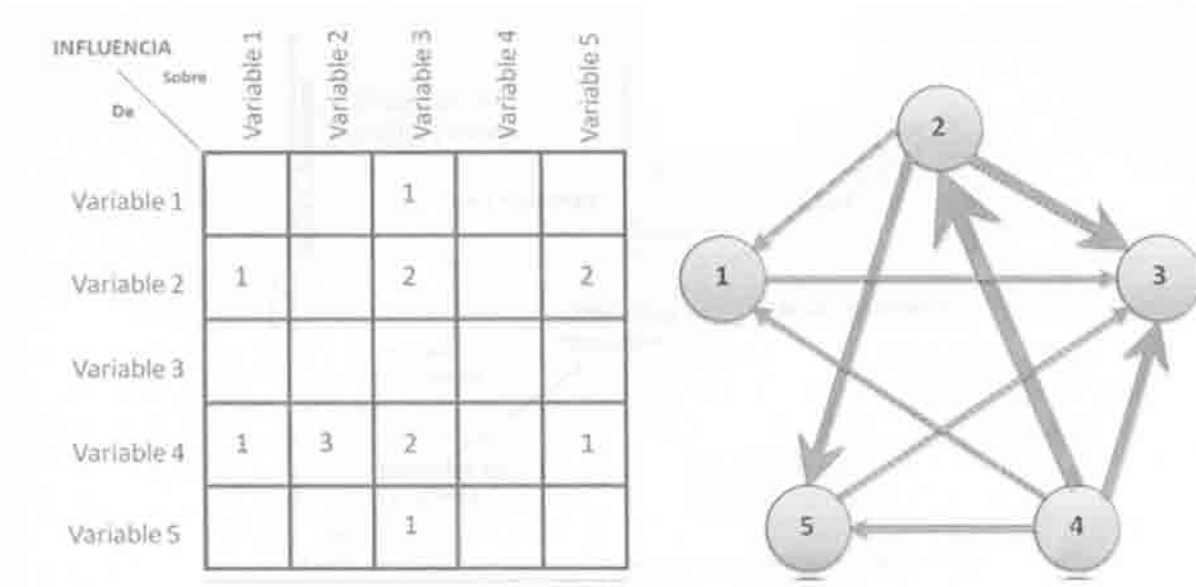 INFLUENCIA
Sobre
De
Variable 1
Variable 2
Variable 3
Variable 4
Variable 5
Variable 1 1
Variable 2 1 2 2
Variable 3
Variable 4 1 3 2 1
Variable 5 1
2
1 3
5 4